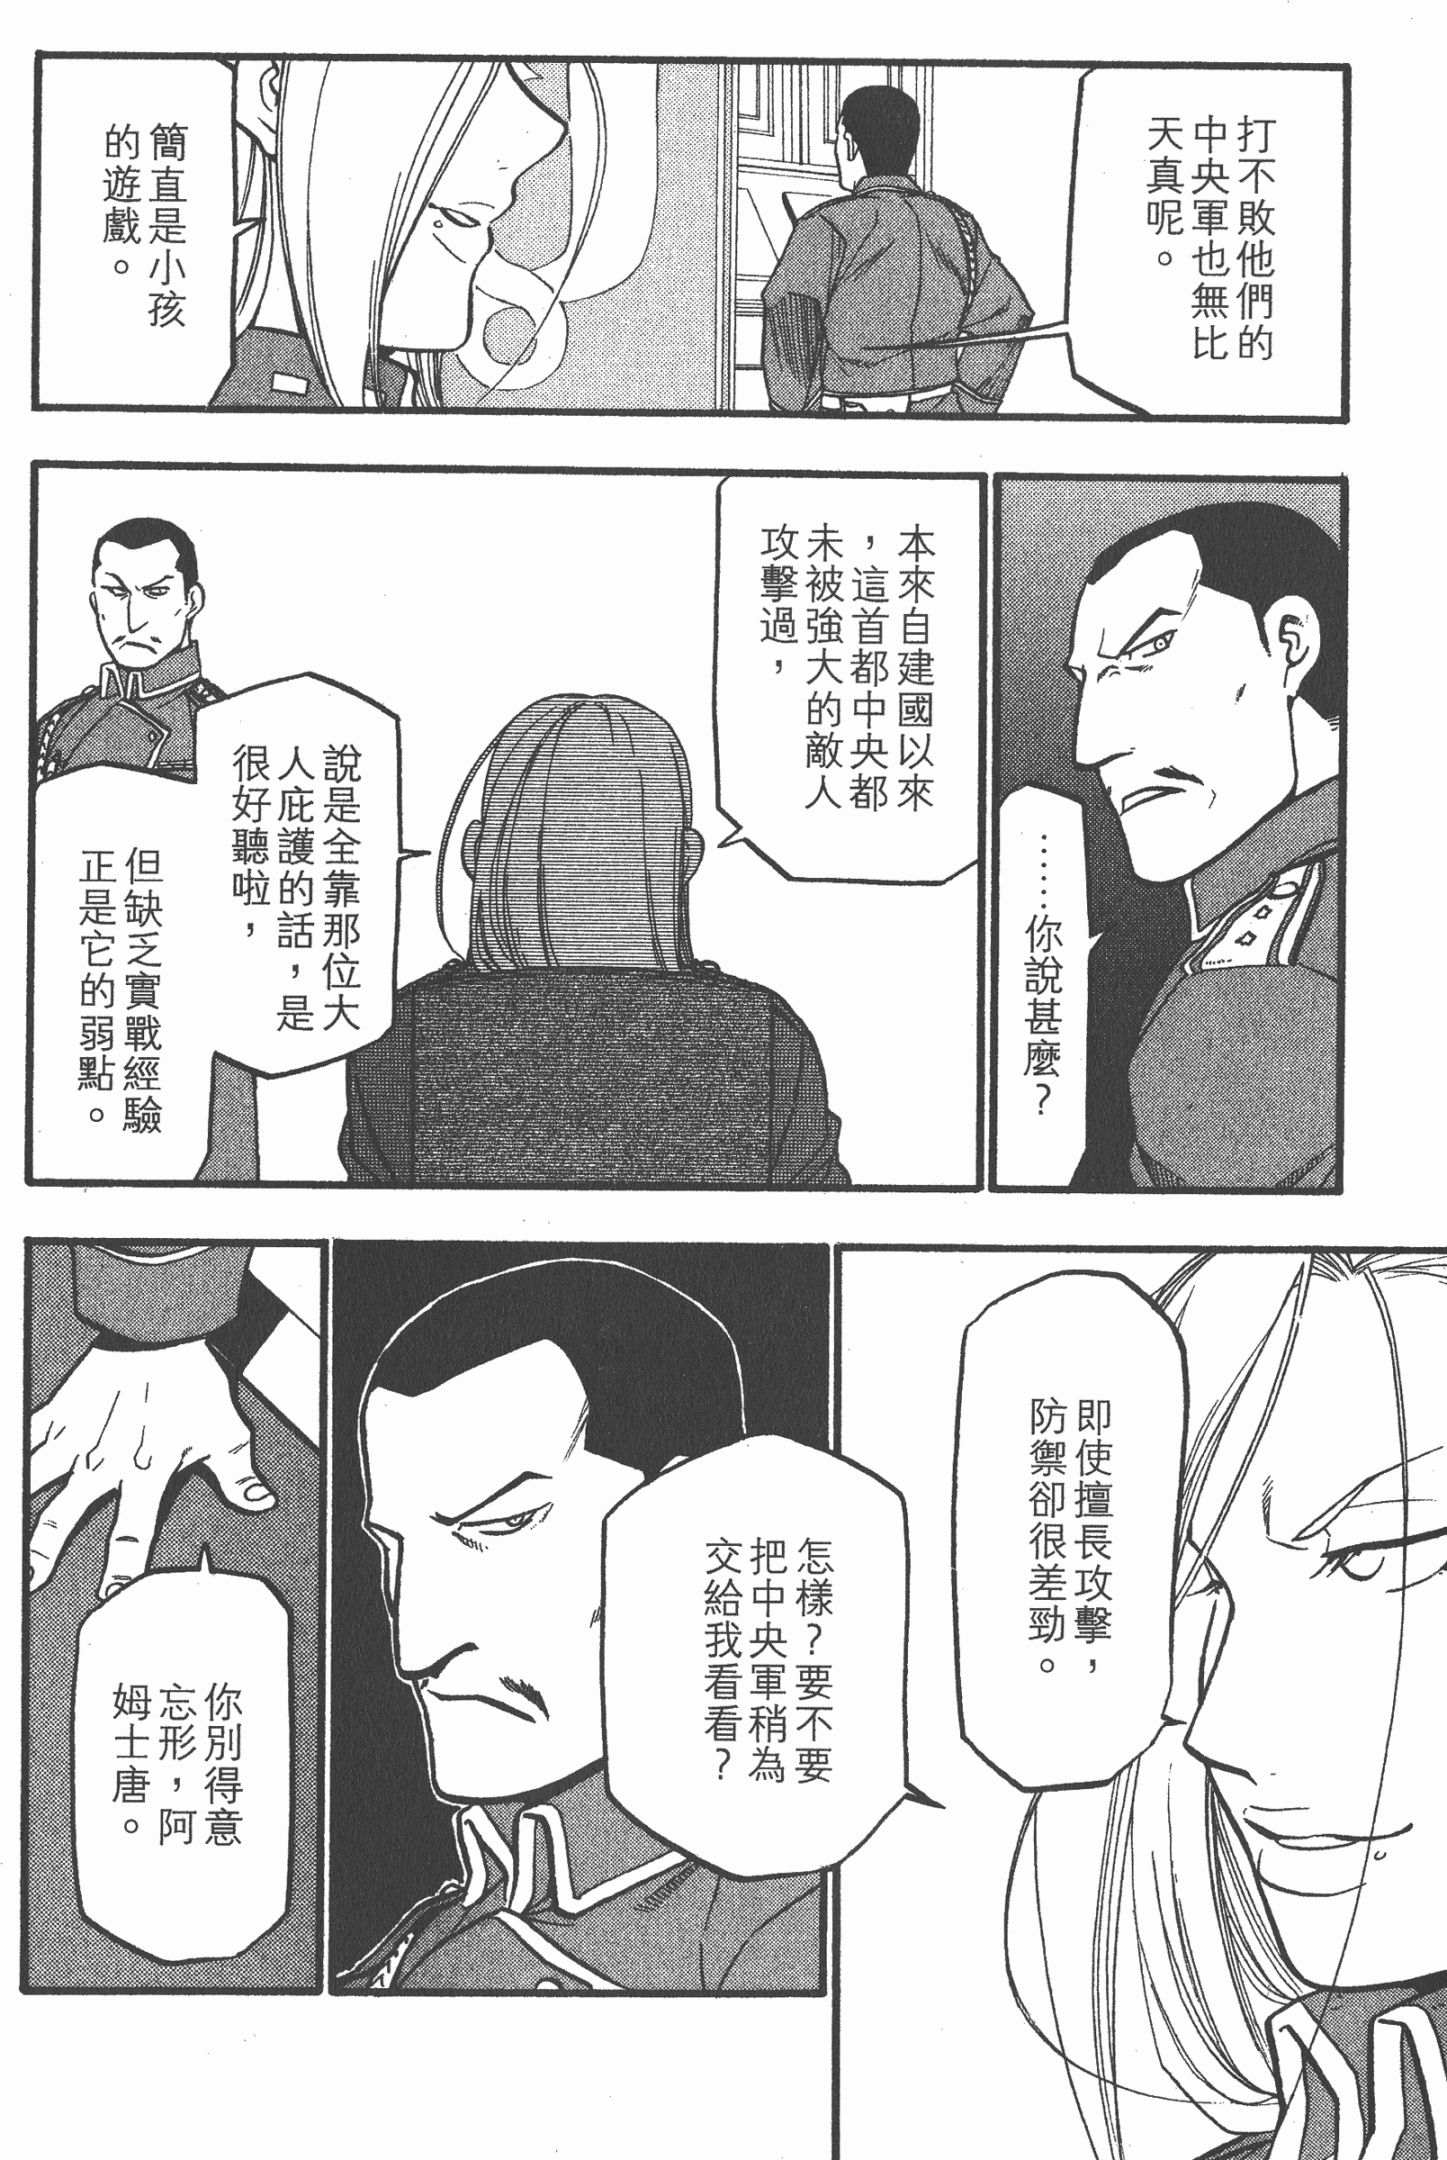 打不敗他們的
中央軍也無比
天真呢。
簡直是小孩
的遊戲。
……你說甚麼？
本來自建國以來
，這首都中央都
未被強大的敵人
攻擊過，
說是全靠那位大
人庇護的話，是
很好聽啦，
但缺乏實戰經驗
正是它的弱點。
即使擅長攻擊，
防禦卻很差勁。
怎樣？要不要
把中央軍稍為
交給我看看？
你別得意
忘形，阿
姆士唐。